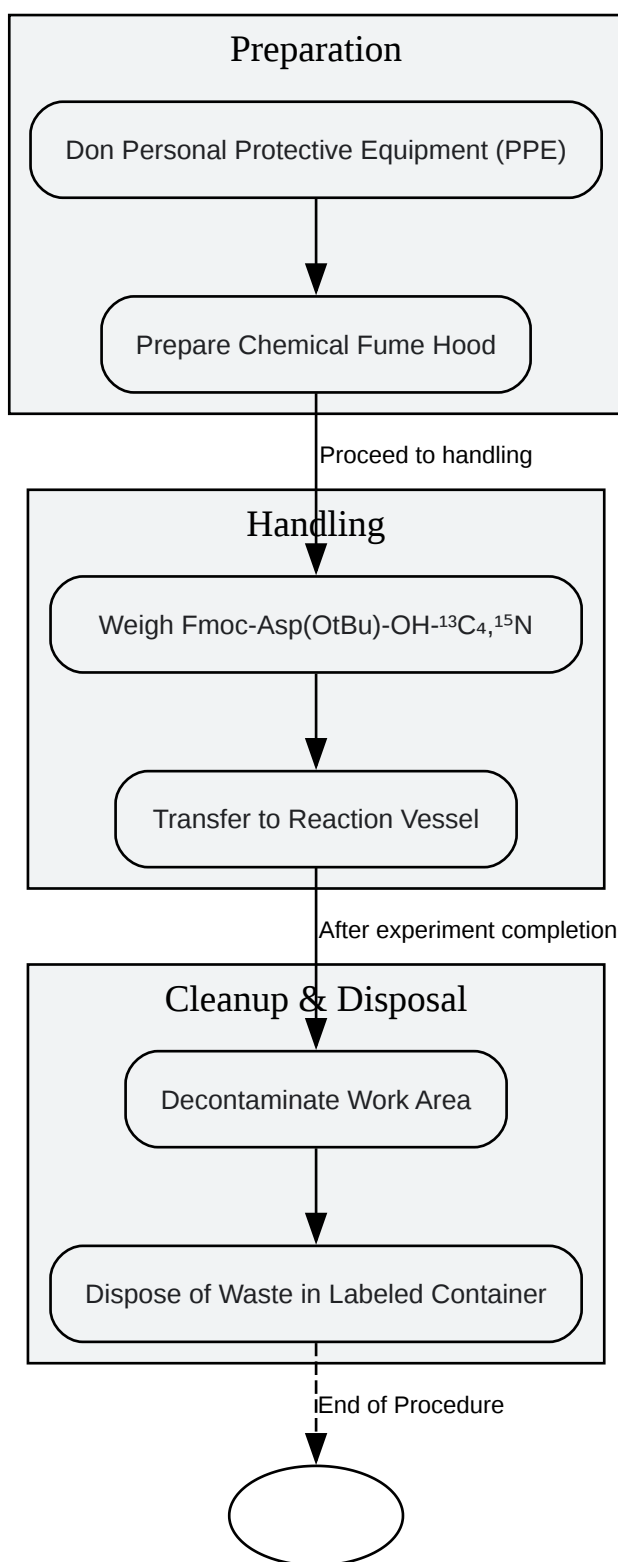 Preparation
Don Personal Protective Equipment (PPE)
Prepare Chemical Fume Hood
Proceed to handling
Handling
Weigh Fmoc-Asp(OtBu)-OH-¹³C₄,¹⁵N
Transfer to Reaction Vessel
After experiment completion
Cleanup & Disposal
Decontaminate Work Area
Dispose of Waste in Labeled Container
End of Procedure